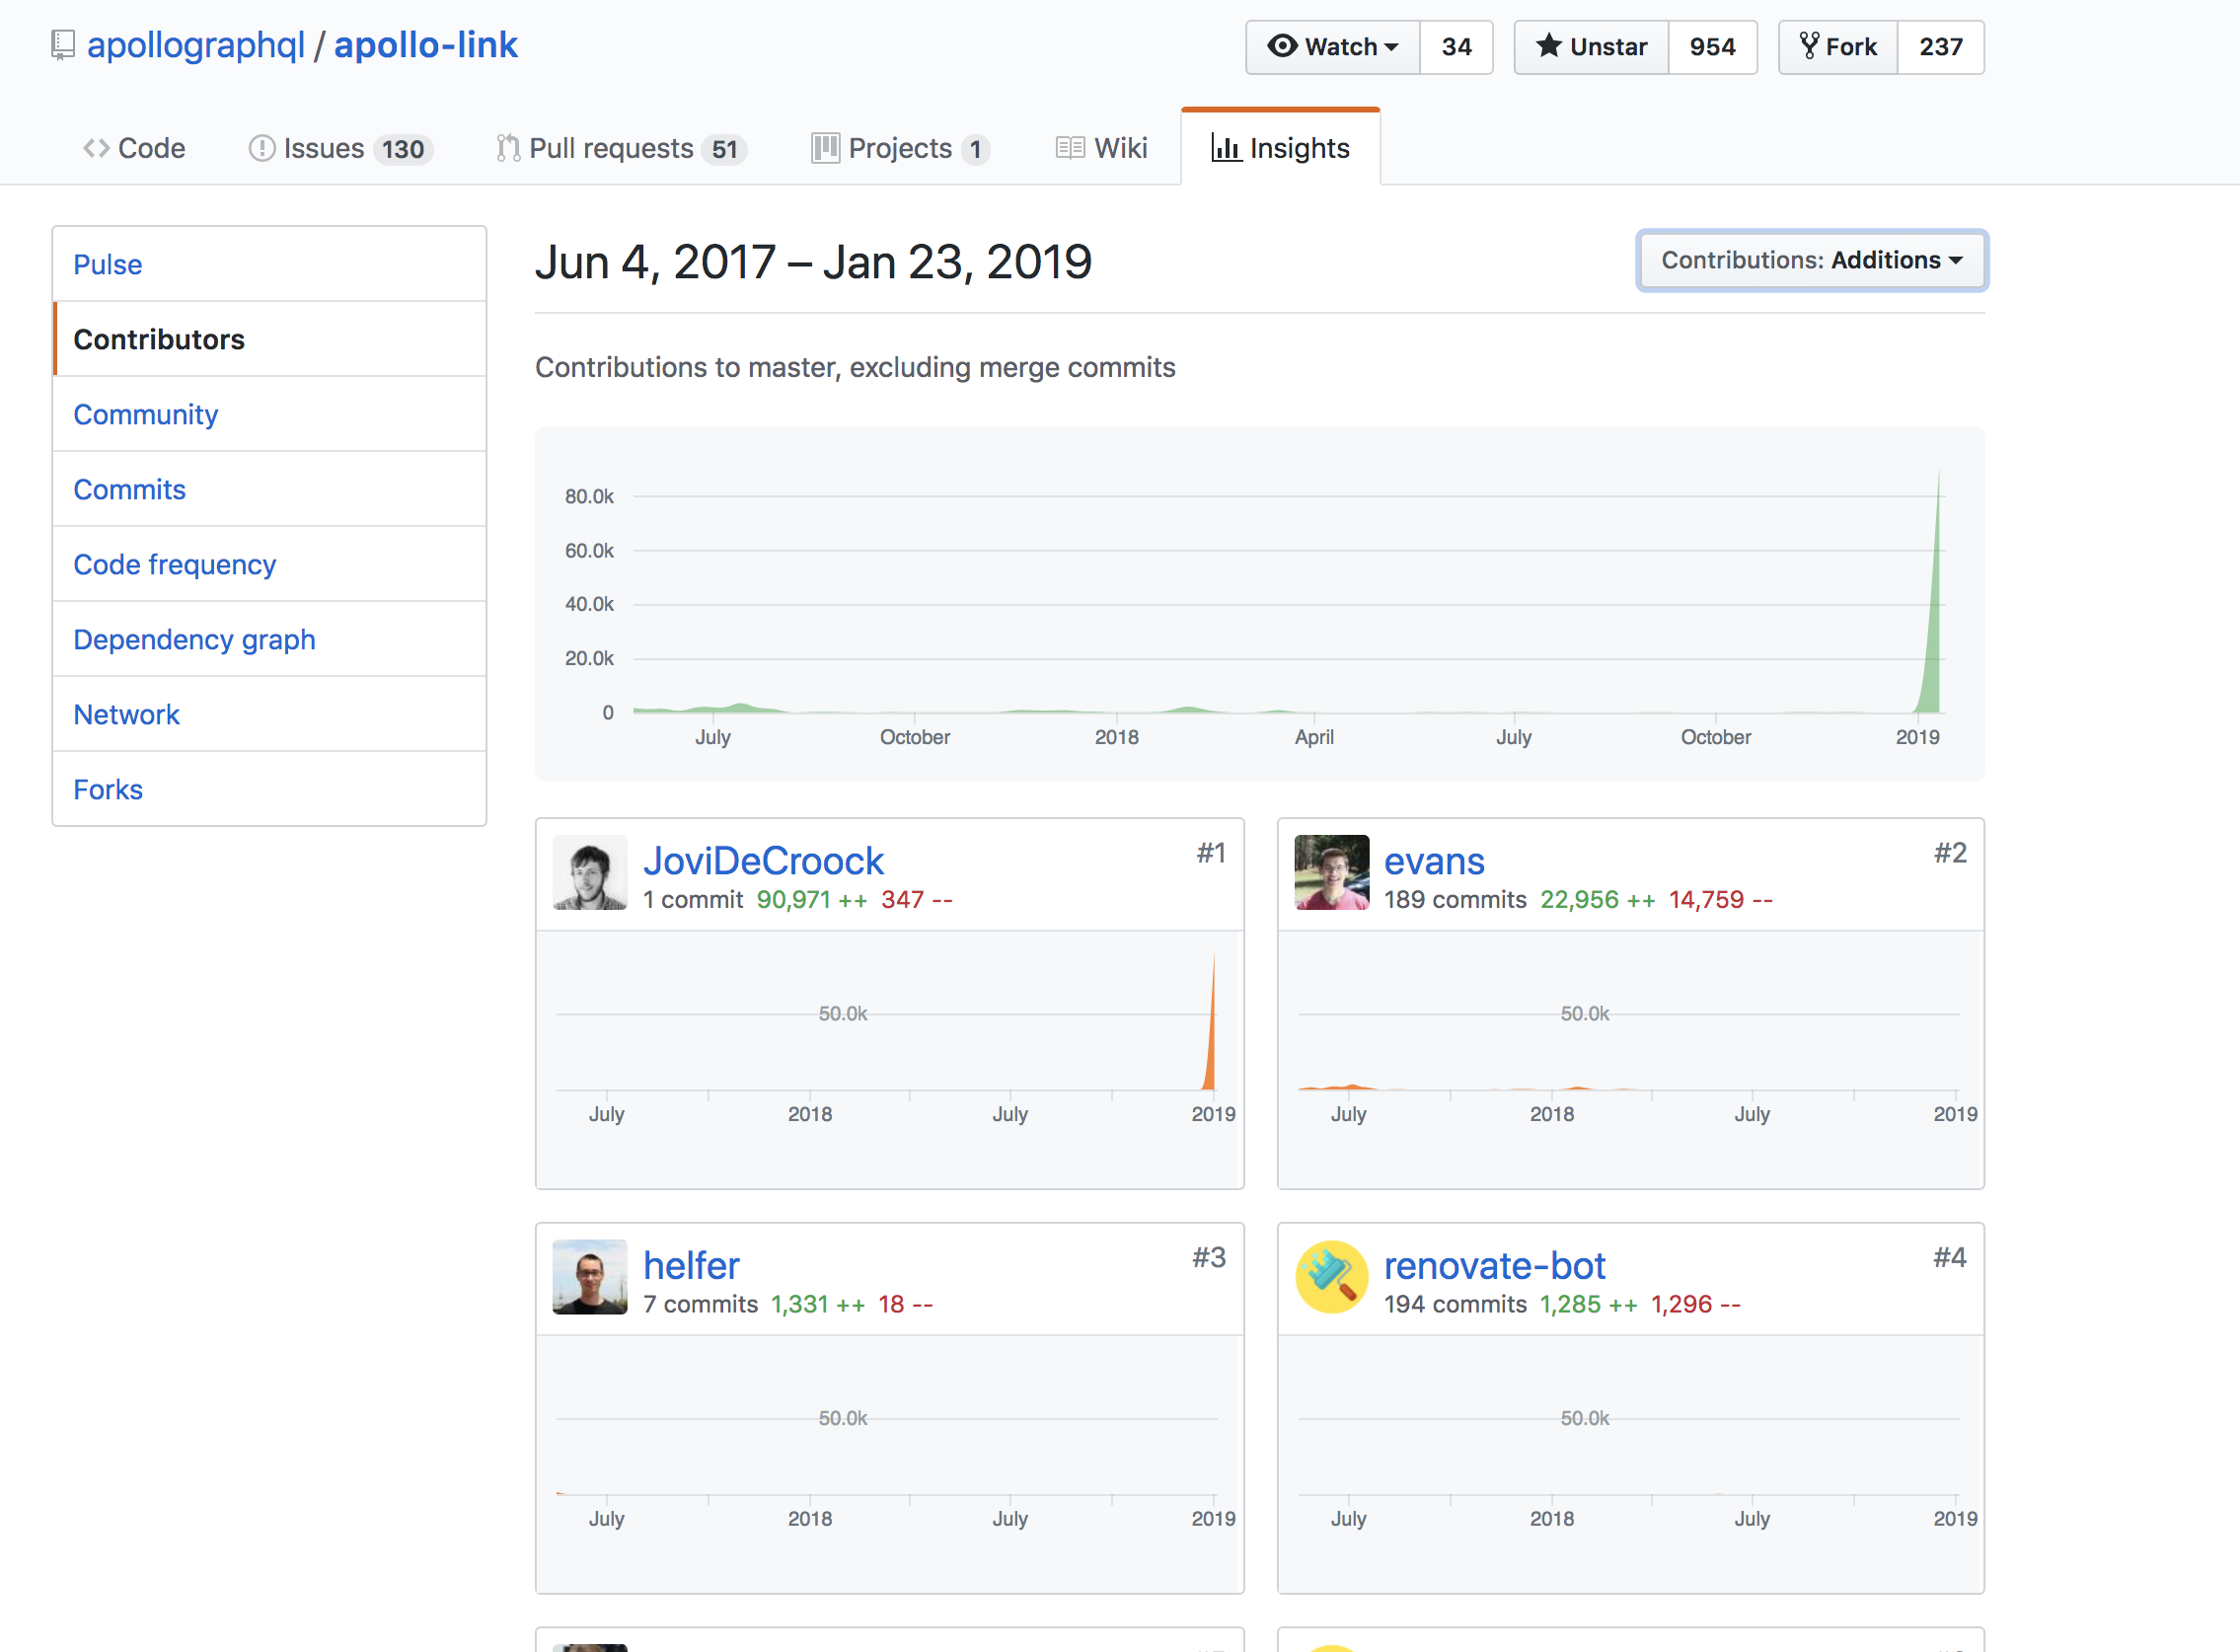 apollographql / apollo-link
Watch 34 Unstar 954 Fork 237
Code Issues 130 Pull requests 51 Projects 1 Wiki Insights
Pulse
Contributors
Community
Commits
Code frequency
Dependency graph
Network
Forks
Jun 4, 2017 – Jan 23, 2019
Contributions: Additions
Contributions to master, excluding merge commits
80.0k
60.0k
40.0k
20.0k
0
July October 2018 April July October 2019
JoviDeCroock #1
1 commit 90,971 ++ 347 --
50.0k
July 2018 July 2019
evans #2
189 commits 22,956 ++ 14,759 --
50.0k
July 2018 July 2019
helfer #3
7 commits 1,331 ++ 18 --
50.0k
July 2018 July 2019
renovate-bot #4
194 commits 1,285 ++ 1,296 --
50.0k
July 2018 July 2019